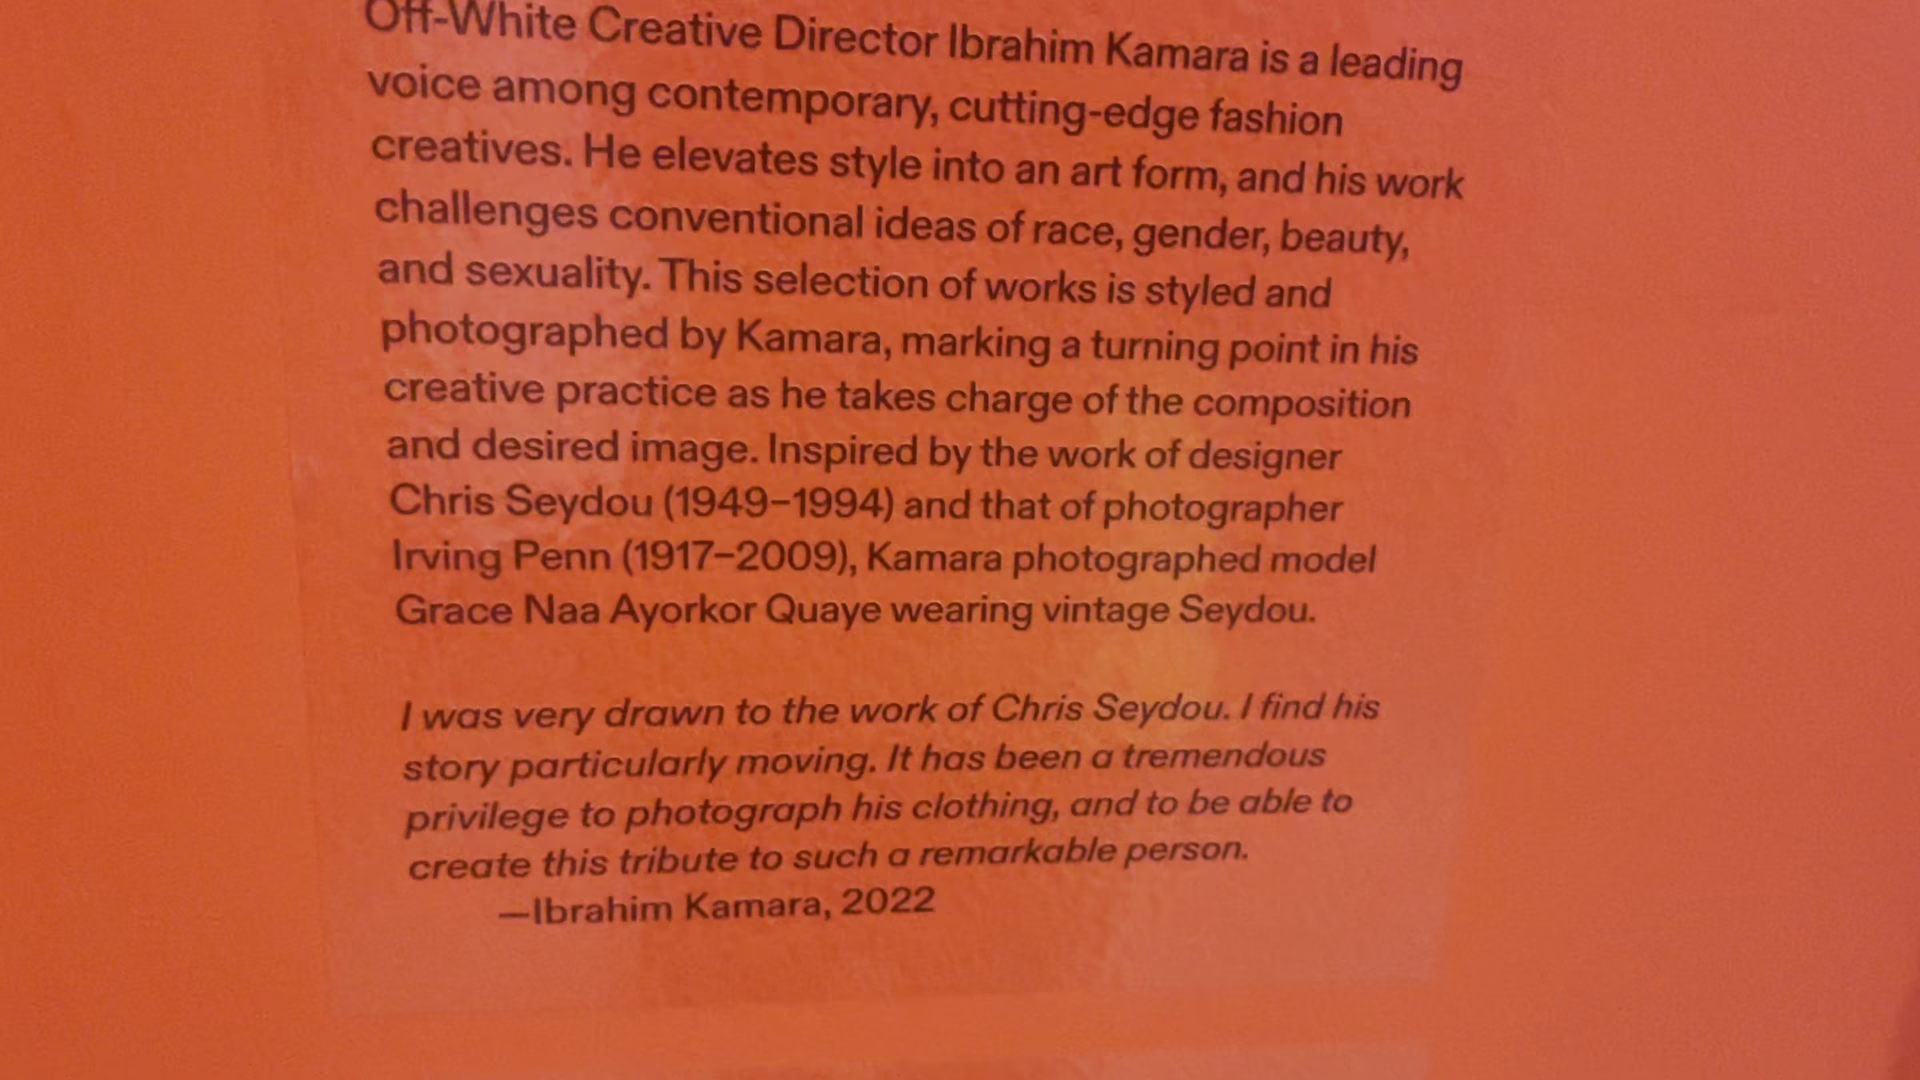 Off-White Creative Director Ibrahim Kamara is a leading
voice among contemporary, cutting-edge fashion
creatives. He elevates style into an art form, and his work
challenges conventional ideas of race, gender, beauty,
and sexuality. This selection of works is styled and
photographed by Kamara, marking a turning point in his
creative practice as he takes charge of the composition
and desired image. Inspired by the work of designer
Chris Seydou (1949–1994) and that of photographer
Irving Penn (1917–2009), Kamara photographed model
Grace Naa Ayorkor Quaye wearing vintage Seydou.
I was very drawn to the work of Chris Seydou. I find his
story particularly moving. It has been a tremendous
privilege to photograph his clothing, and to be able to
create this tribute to such a remarkable person.
—Ibrahim Kamara, 2022